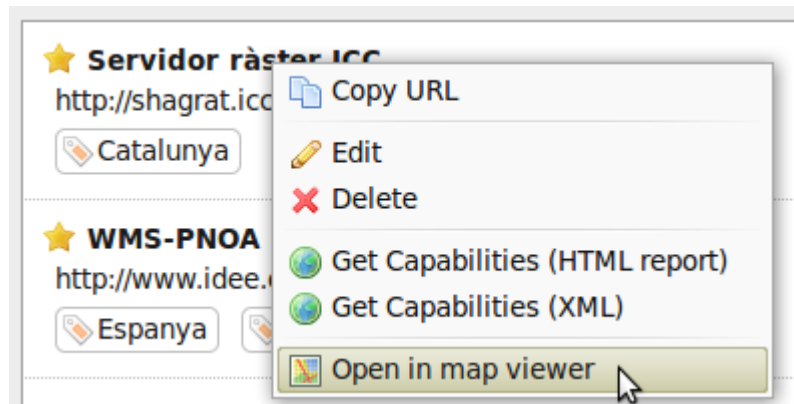 Servidor ràster ICC
http://shagrat.icc
Catalunya
WMS-PNOA
http://www.idee.
Espanya
Copy URL
Edit
Delete
Get Capabilities (HTML report)
Get Capabilities (XML)
Open in map viewer